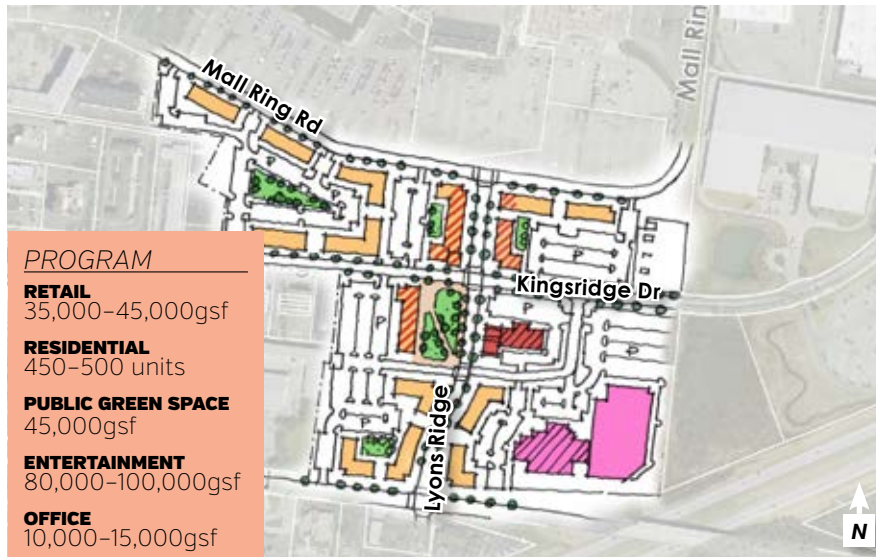 Mall Ring Rd
Mall Rin
Kingsridge Dr
Lyons Ridge
PROGRAM
RETAIL
35,000–45,000gsf
RESIDENTIAL
450–500 units
PUBLIC GREEN SPACE
45,000gsf
ENTERTAINMENT
80,000–100,000gsf
OFFICE
10,000–15,000gsf
N